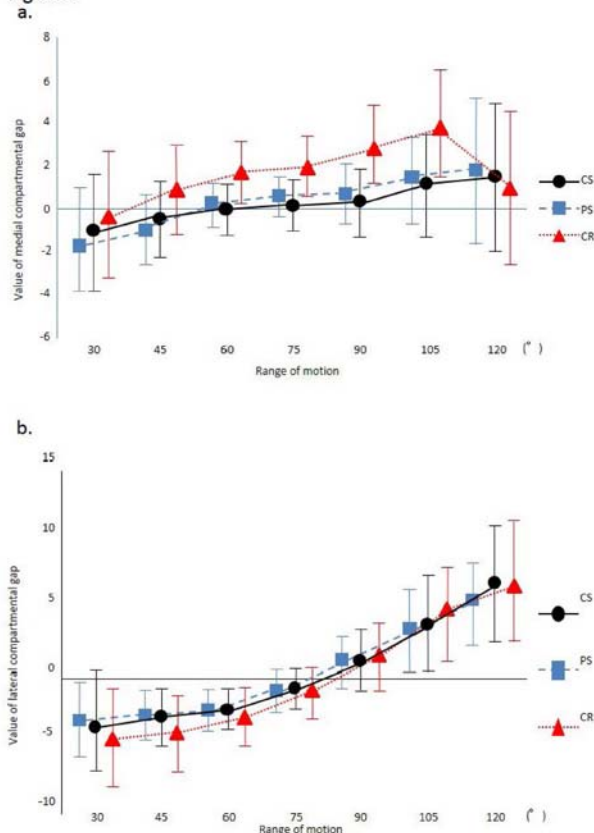 a.
8
6
4
2
0
-2
-4
-6
Value of medial compartmental gap
30 45 60 75 90 105 120 (°)
Range of motion
CS
PS
CR
b.
15
10
5
0
-5
-10
Value of lateral compartmental gap
30 45 60 75 90 105 120 (°)
Range of motion
CS
PS
CR